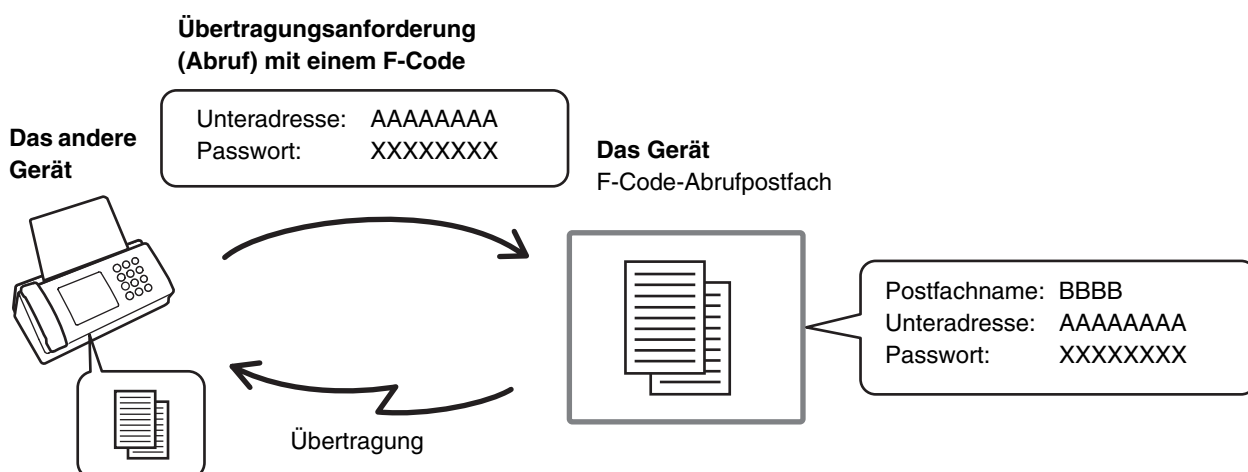 Übertragungsanforderung
(Abruf) mit einem F-Code
Unteradresse: AAAAAAAA
Passwort: XXXXXXXX
Das andere
Gerät
Das Gerät
F-Code-Abrufpostfach
Postfachname: BBBB
Unteradresse: AAAAAAAA
Passwort: XXXXXXXX
Übertragung